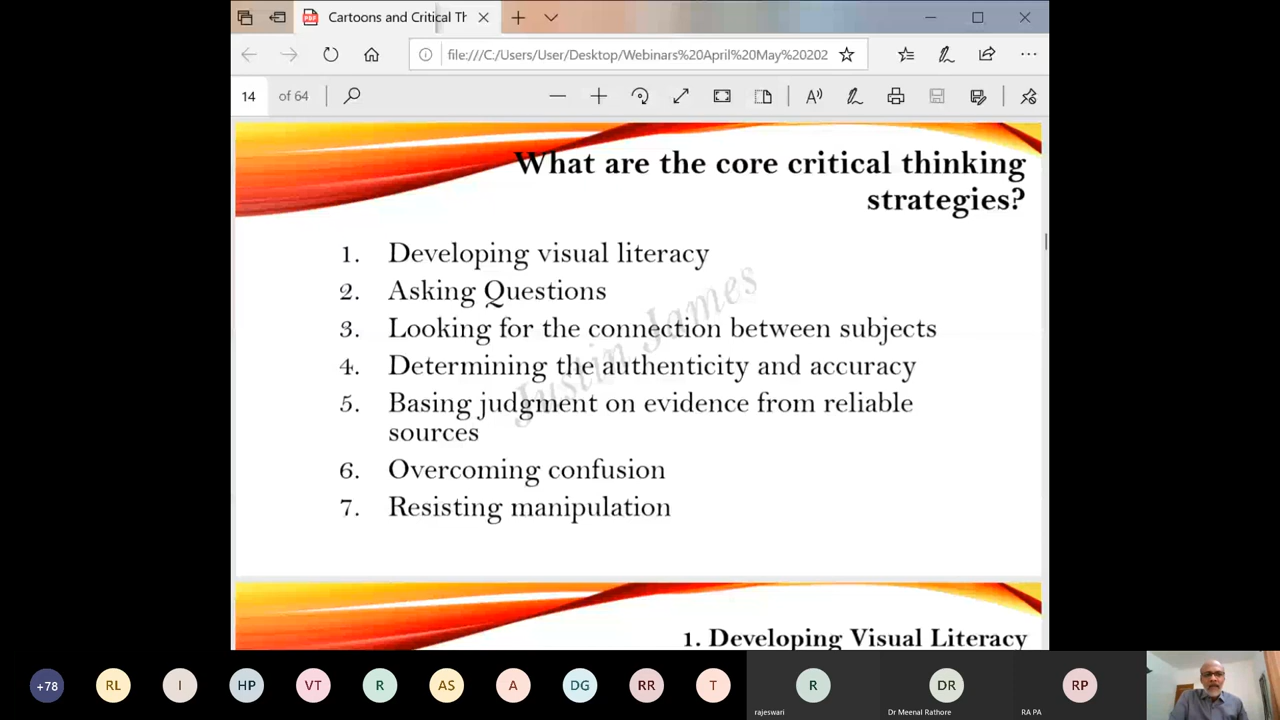 Cartoons and Critical Th
file:///C:/Users/User/Desktop/Webinars%20April%20May%20202
14 of 64
What are the core critical thinking
strategies?
1. Developing visual literacy
2. Asking Questions
3. Looking for the connection between subjects
4. Determining the authenticity and accuracy
5. Basing judgment on evidence from reliable
sources
6. Overcoming confusion
7. Resisting manipulation
Justin James
1. Developing Visual Literacy
+78 RL I HP VT R AS A DG RR T R DR RP
rajeswari Dr Meenal Rathore RA PA